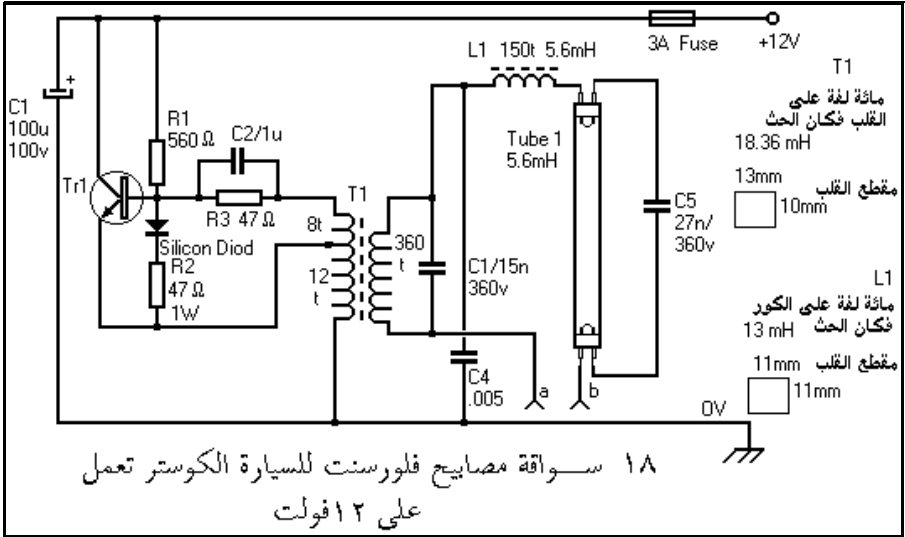 3A Fuse
+12V
L1 150t 5.6mH
T1
C1
100u
100v
+
R1
560 Ω
C2/1u
Tube 1
5.6mH
مائة لفة على
القلب فكان الحث
18.36 mH
Tr1
R3 47 Ω
T1
8t
13mm
مقطع القلب
10mm
C5
27n/
360v
Silicon Diod
R2
47 Ω
1W
12
t
360
t
C1/15n
360v
L1
مائة لفة على الكور
فكان الحث 13 mH
مقطع القلب 11mm
11mm
C4
.005
a
b
0V
١٨ ســواقة مصابيح فلورسنت للسيارة الكوستر تعمل
على ١٢فولت